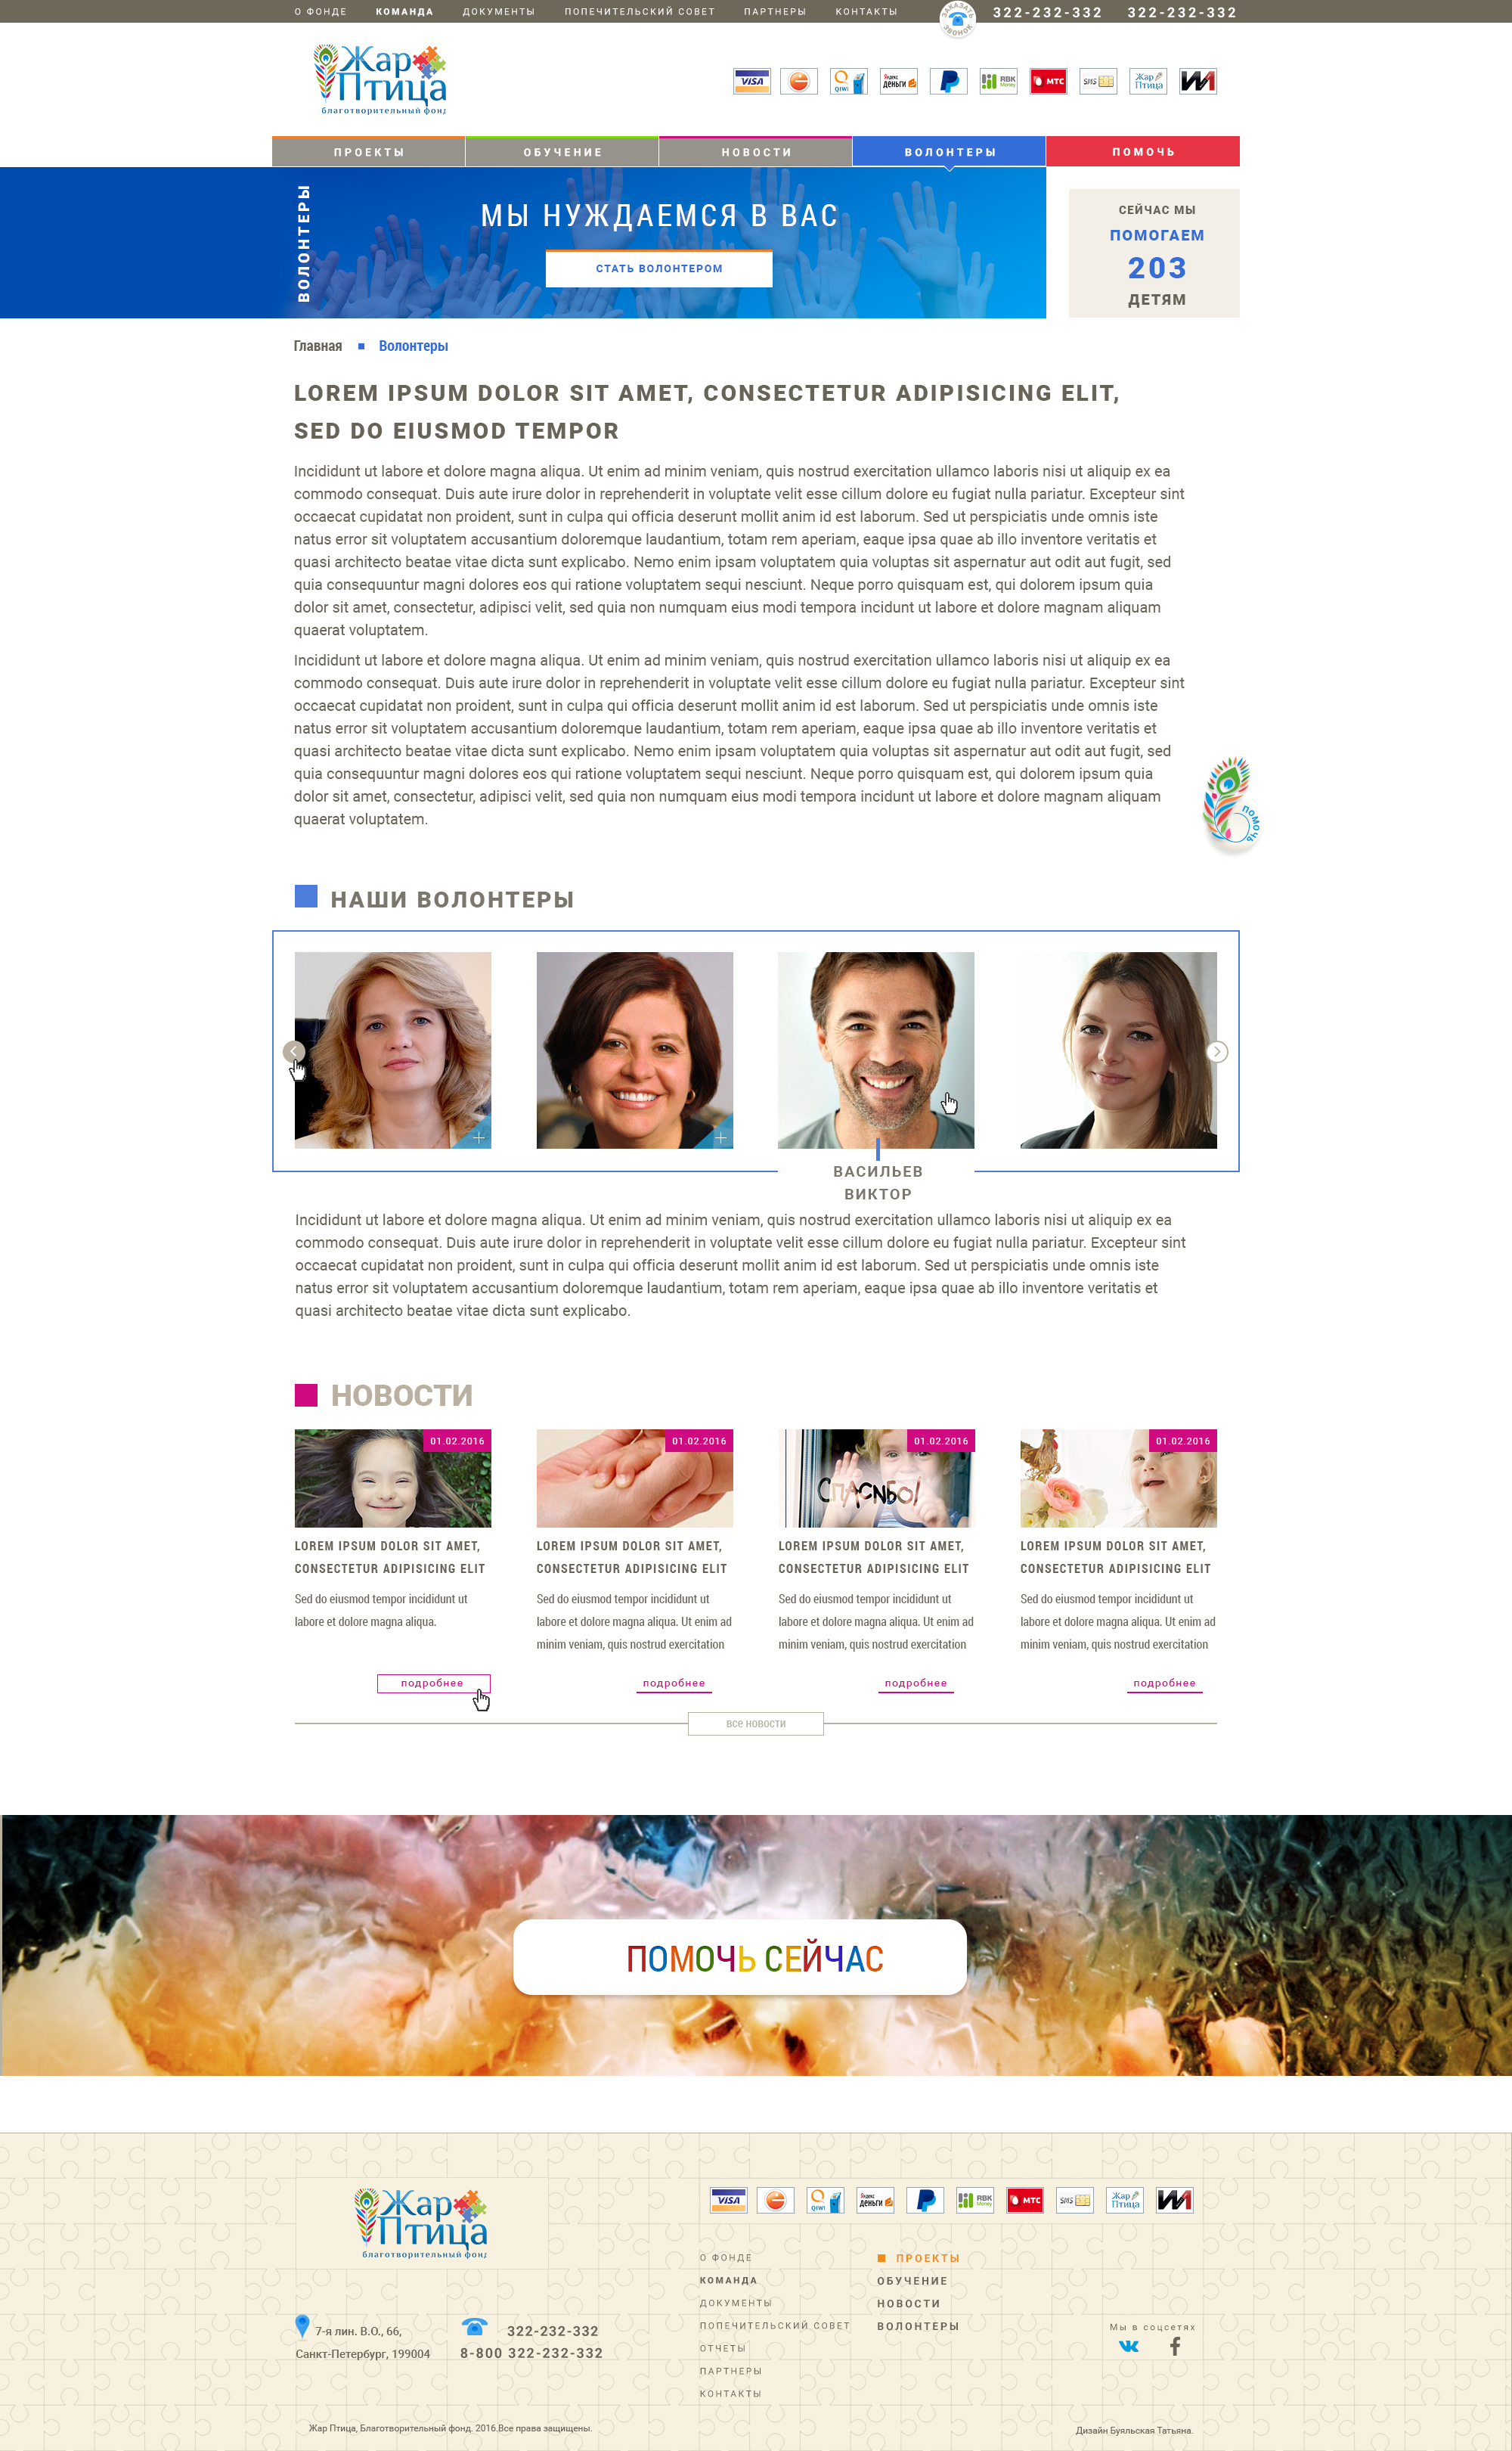 О ФОНДЕ КОМАНДА ДОКУМЕНТЫ ПОПЕЧИТЕЛЬСКИЙ СОВЕТ ПАРТНЕРЫ КОНТАКТЫ
ЗАКАЗАТЬ ЗВОНОК
322-232-332 322-232-332
Жар Птица
благотворительный фонд
VISA QIWI Яндекс деньги RBK Money МТС SMS Жар Птица
ПРОЕКТЫ ОБУЧЕНИЕ НОВОСТИ ВОЛОНТЕРЫ ПОМОЧЬ
ВОЛОНТЕРЫ
МЫ НУЖДАЕМСЯ В ВАС
СТАТЬ ВОЛОНТЕРОМ
СЕЙЧАС МЫ
ПОМОГАЕМ
203
ДЕТЯМ
Главная Волонтеры
LOREM IPSUM DOLOR SIT AMET, CONSECTETUR ADIPISICING ELIT,
SED DO EIUSMOD TEMPOR
Incididunt ut labore et dolore magna aliqua. Ut enim ad minim veniam, quis nostrud exercitation ullamco laboris nisi ut aliquip ex ea
commodo consequat. Duis aute irure dolor in reprehenderit in voluptate velit esse cillum dolore eu fugiat nulla pariatur. Excepteur sint
occaecat cupidatat non proident, sunt in culpa qui officia deserunt mollit anim id est laborum. Sed ut perspiciatis unde omnis iste
natus error sit voluptatem accusantium doloremque laudantium, totam rem aperiam, eaque ipsa quae ab illo inventore veritatis et
quasi architecto beatae vitae dicta sunt explicabo. Nemo enim ipsam voluptatem quia voluptas sit aspernatur aut odit aut fugit, sed
quia consequuntur magni dolores eos qui ratione voluptatem sequi nesciunt. Neque porro quisquam est, qui dolorem ipsum quia
dolor sit amet, consectetur, adipisci velit, sed quia non numquam eius modi tempora incidunt ut labore et dolore magnam aliquam
quaerat voluptatem.
Incididunt ut labore et dolore magna aliqua. Ut enim ad minim veniam, quis nostrud exercitation ullamco laboris nisi ut aliquip ex ea
commodo consequat. Duis aute irure dolor in reprehenderit in voluptate velit esse cillum dolore eu fugiat nulla pariatur. Excepteur sint
occaecat cupidatat non proident, sunt in culpa qui officia deserunt mollit anim id est laborum. Sed ut perspiciatis unde omnis iste
natus error sit voluptatem accusantium doloremque laudantium, totam rem aperiam, eaque ipsa quae ab illo inventore veritatis et
quasi architecto beatae vitae dicta sunt explicabo. Nemo enim ipsam voluptatem quia voluptas sit aspernatur aut odit aut fugit, sed
quia consequuntur magni dolores eos qui ratione voluptatem sequi nesciunt. Neque porro quisquam est, qui dolorem ipsum quia
dolor sit amet, consectetur, adipisci velit, sed quia non numquam eius modi tempora incidunt ut labore et dolore magnam aliquam
quaerat voluptatem.
ПОМОЧЬ
НАШИ ВОЛОНТЕРЫ
ВАСИЛЬЕВ
ВИКТОР
Incididunt ut labore et dolore magna aliqua. Ut enim ad minim veniam, quis nostrud exercitation ullamco laboris nisi ut aliquip ex ea
commodo consequat. Duis aute irure dolor in reprehenderit in voluptate velit esse cillum dolore eu fugiat nulla pariatur. Excepteur sint
occaecat cupidatat non proident, sunt in culpa qui officia deserunt mollit anim id est laborum. Sed ut perspiciatis unde omnis iste
natus error sit voluptatem accusantium doloremque laudantium, totam rem aperiam, eaque ipsa quae ab illo inventore veritatis et
quasi architecto beatae vitae dicta sunt explicabo.
НОВОСТИ
01.02.2016
LOREM IPSUM DOLOR SIT AMET,
CONSECTETUR ADIPISICING ELIT
Sed do eiusmod tempor incididunt ut
labore et dolore magna aliqua.
подробнее
01.02.2016
LOREM IPSUM DOLOR SIT AMET,
CONSECTETUR ADIPISICING ELIT
Sed do eiusmod tempor incididunt ut
labore et dolore magna aliqua. Ut enim ad
minim veniam, quis nostrud exercitation
подробнее
01.02.2016
СПАСИБО!
LOREM IPSUM DOLOR SIT AMET,
CONSECTETUR ADIPISICING ELIT
Sed do eiusmod tempor incididunt ut
labore et dolore magna aliqua. Ut enim ad
minim veniam, quis nostrud exercitation
подробнее
01.02.2016
LOREM IPSUM DOLOR SIT AMET,
CONSECTETUR ADIPISICING ELIT
Sed do eiusmod tempor incididunt ut
labore et dolore magna aliqua. Ut enim ad
minim veniam, quis nostrud exercitation
подробнее
все новости
ПОМОЧЬ СЕЙЧАС
Жар Птица
благотворительный фонд
VISA QIWI Яндекс деньги RBK Money МТС SMS Жар Птица
7-я лин. В.О., 66,
Санкт-Петербург, 199004
322-232-332
8-800 322-232-332
О ФОНДЕ
КОМАНДА
ДОКУМЕНТЫ
ПОПЕЧИТЕЛЬСКИЙ СОВЕТ
ОТЧЕТЫ
ПАРТНЕРЫ
КОНТАКТЫ
ПРОЕКТЫ
ОБУЧЕНИЕ
НОВОСТИ
ВОЛОНТЕРЫ
Мы в соцсетях
Жар Птица, Благотворительный фонд. 2016.Все права защищены.
Дизайн Буяльская Татьяна.